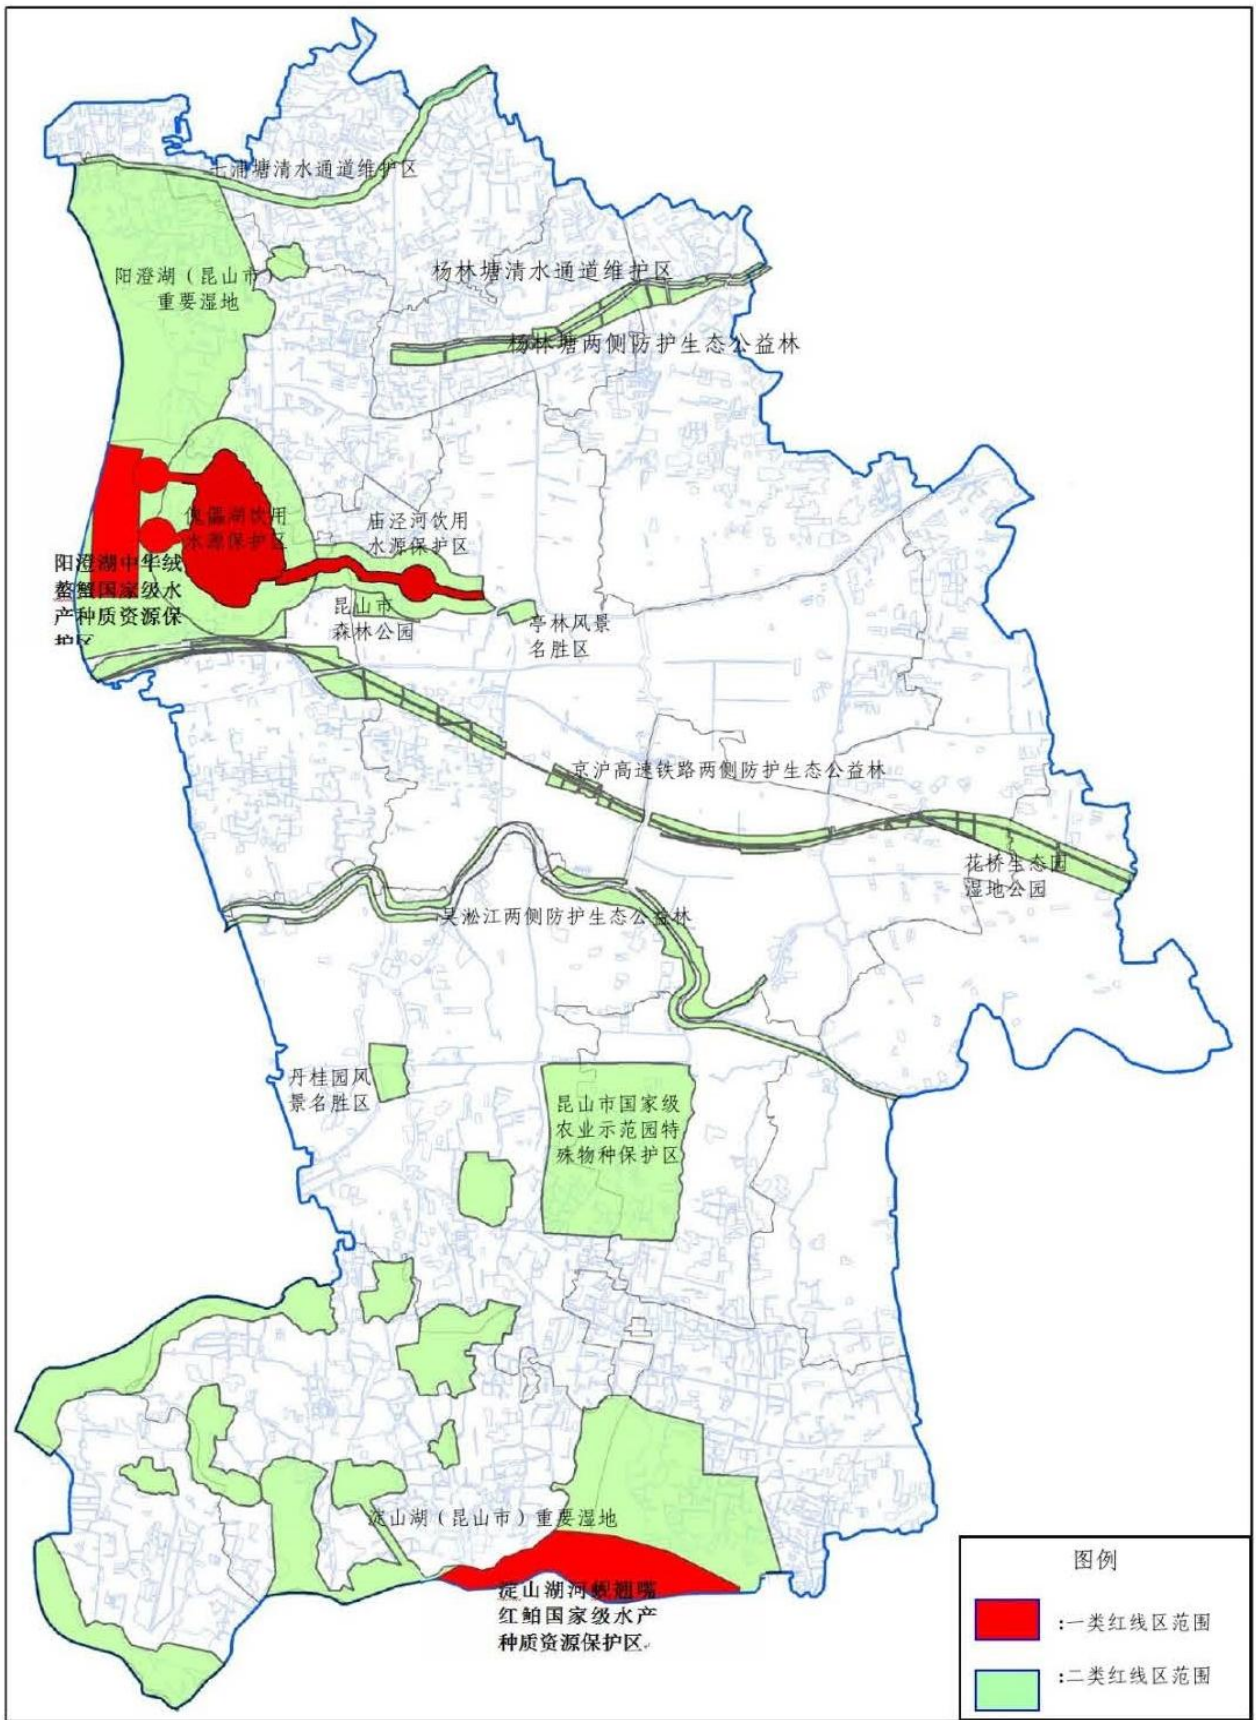 七浦塘清水通道维护区
阳澄湖（昆山市）
重要湿地
杨林塘清水通道维护区
杨林塘两侧防护生态公益林
傀儡湖饮用
水源保护区
庙泾河饮用
水源保护区
阳澄湖中华绒
螯蟹国家级水
产种质资源保
护区
昆山市
森林公园
亭林风景
名胜区
京沪高速铁路两侧防护生态公益林
花桥生态园
湿地公园
吴淞江两侧防护生态公益林
丹桂园风
景名胜区
昆山市国家级
农业示范园特
殊物种保护区
淀山湖（昆山市）重要湿地
淀山湖河蚬翘嘴
红鲌国家级水产
种质资源保护区
图例
:一类红线区范围
:二类红线区范围